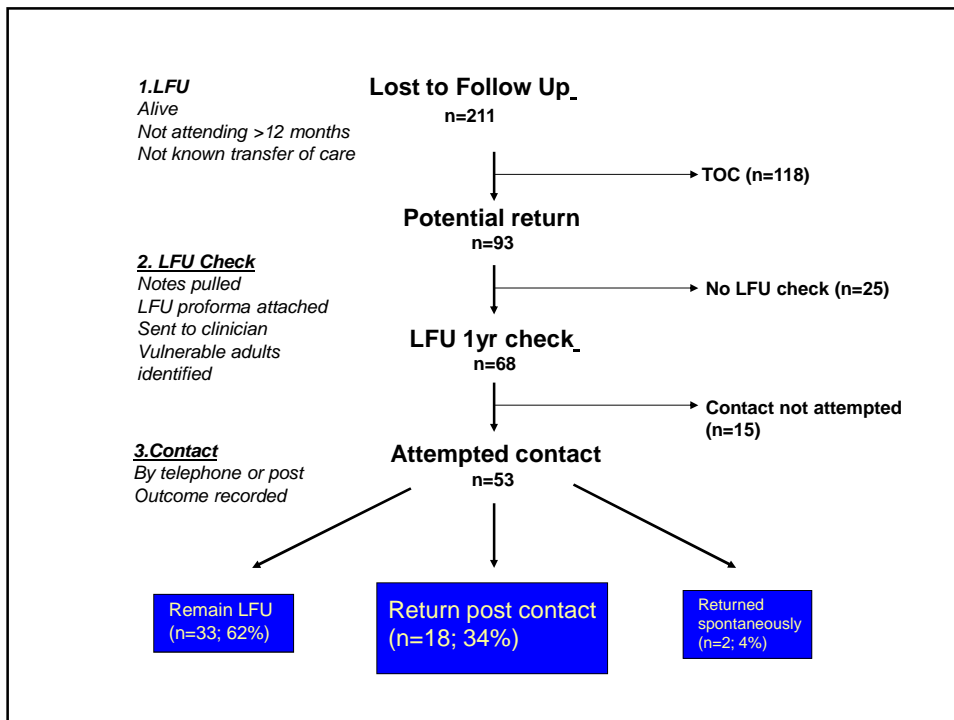 1.LFU
Alive
Not attending >12 months
Not known transfer of care
Lost to Follow Up_
n=211
TOC (n=118)
Potential return
n=93
2. LFU Check
Notes pulled
LFU proforma attached
Sent to clinician
Vulnerable adults
identified
No LFU check (n=25)
LFU 1yr check_
n=68
Contact not attempted
(n=15)
3.Contact
By telephone or post
Outcome recorded
Attempted contact
n=53
Remain LFU
(n=33; 62%)
Return post contact
(n=18; 34%)
Returned
spontaneously
(n=2; 4%)